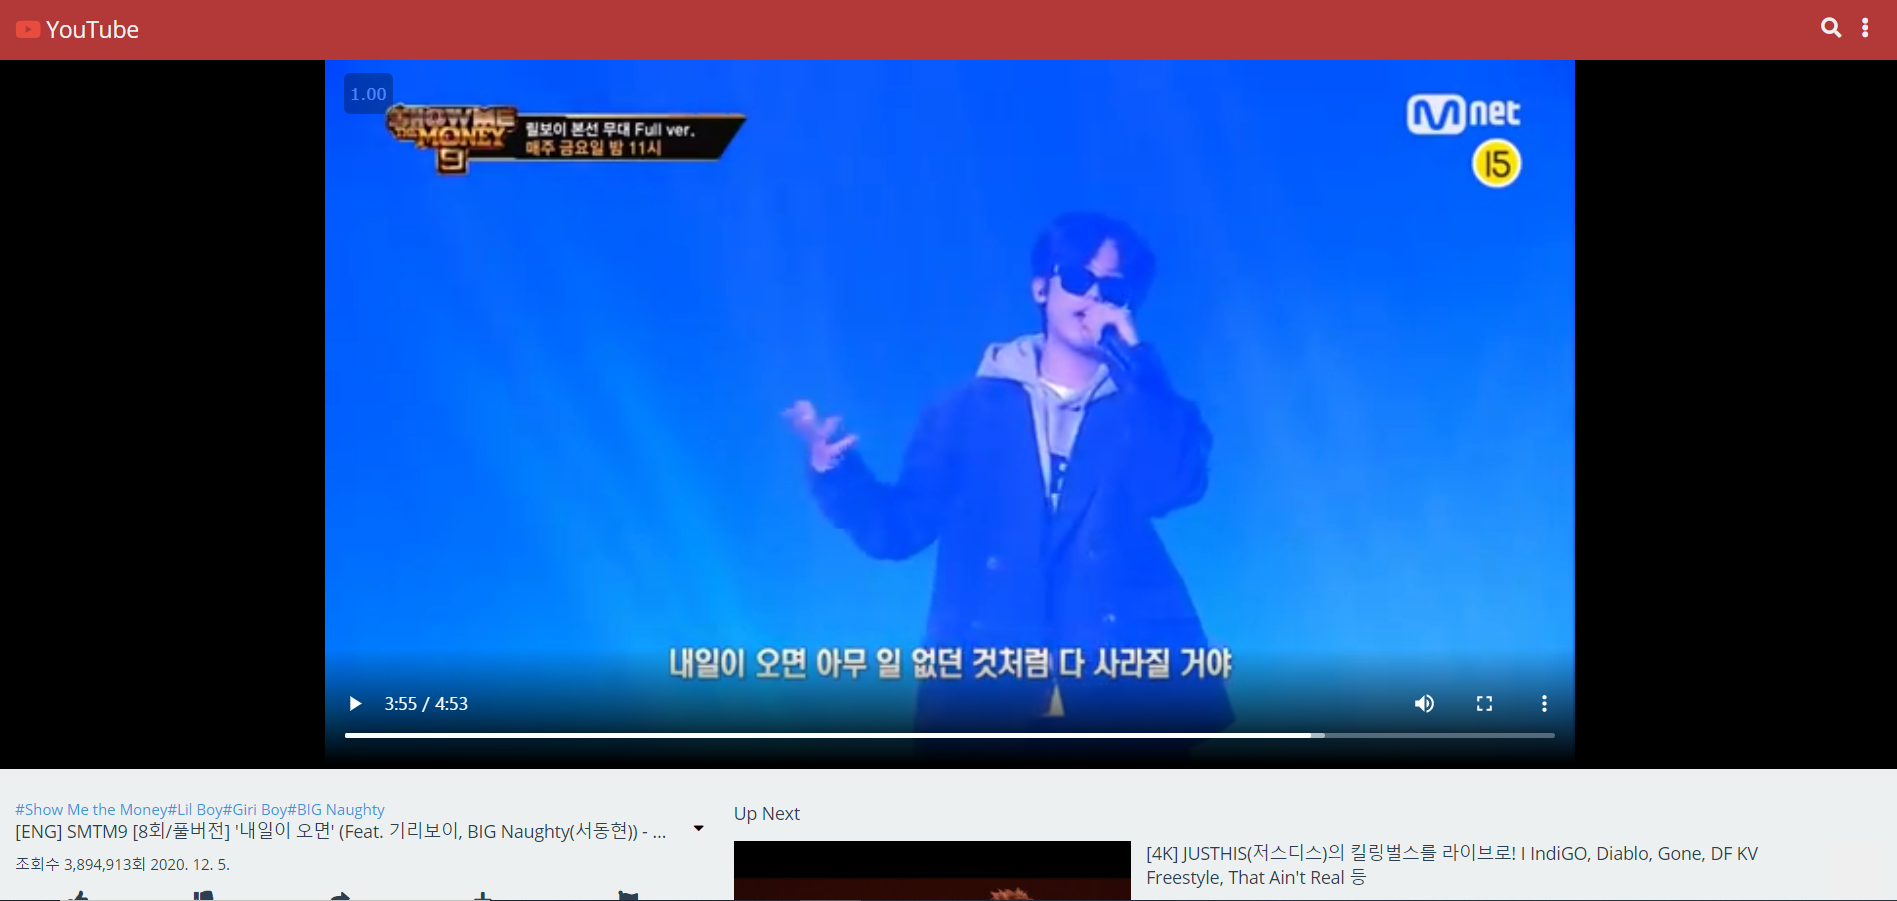 YouTube
1.00
SHOW ME
THE MONEY
9
릴보이 본선 무대 Full ver.
매주 금요일 밤 11시
Mnet
15
내일이 오면 아무 일 없던 것처럼 다 사라질 거야
3:55 / 4:53
#Show Me the Money#Lil Boy#Giri Boy#BIG Naughty
[ENG] SMTM9 [8회/풀버전] '내일이 오면' (Feat. 기리보이, BIG Naughty(서동현)) - ...
조회수 3,894,913회 2020. 12. 5.
Up Next
[4K] JUSTHIS(저스디스)의 킬링벌스를 라이브로! I IndiGO, Diablo, Gone, DF KV
Freestyle, That Ain't Real 등